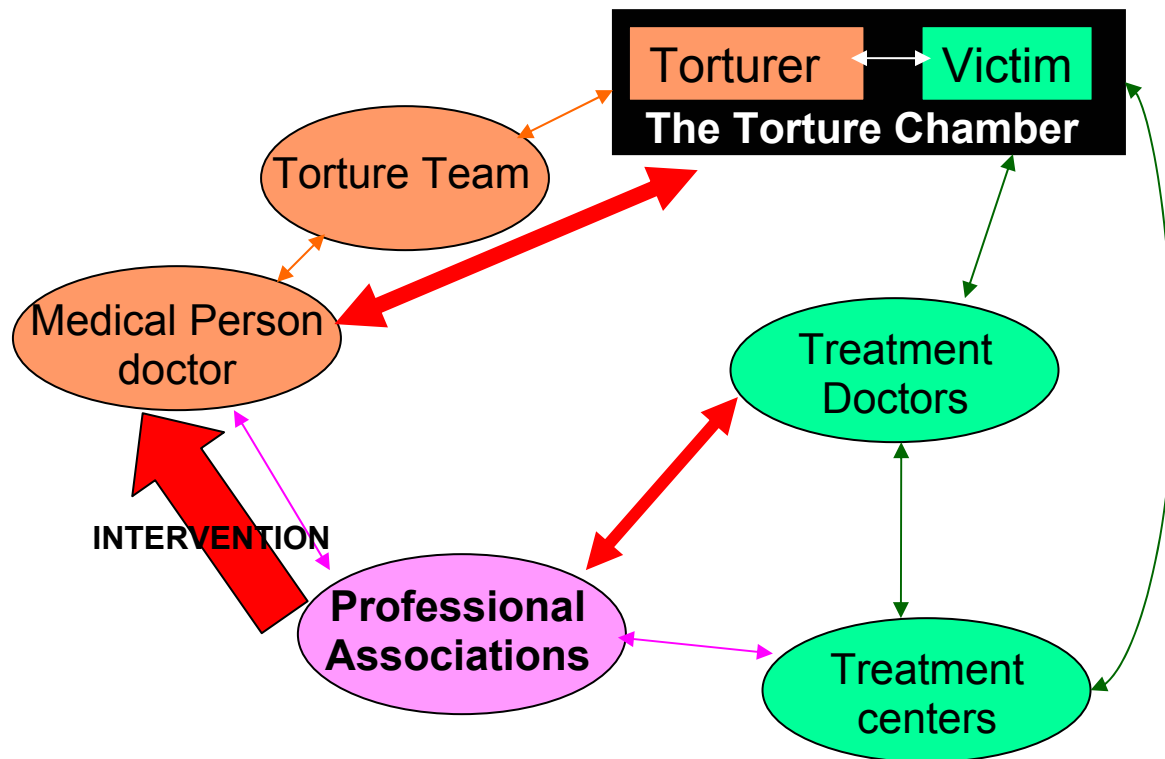 Torturer
Victim
The Torture Chamber
Torture Team
Medical Person
doctor
Treatment
Doctors
INTERVENTION
Professional
Associations
Treatment
centers